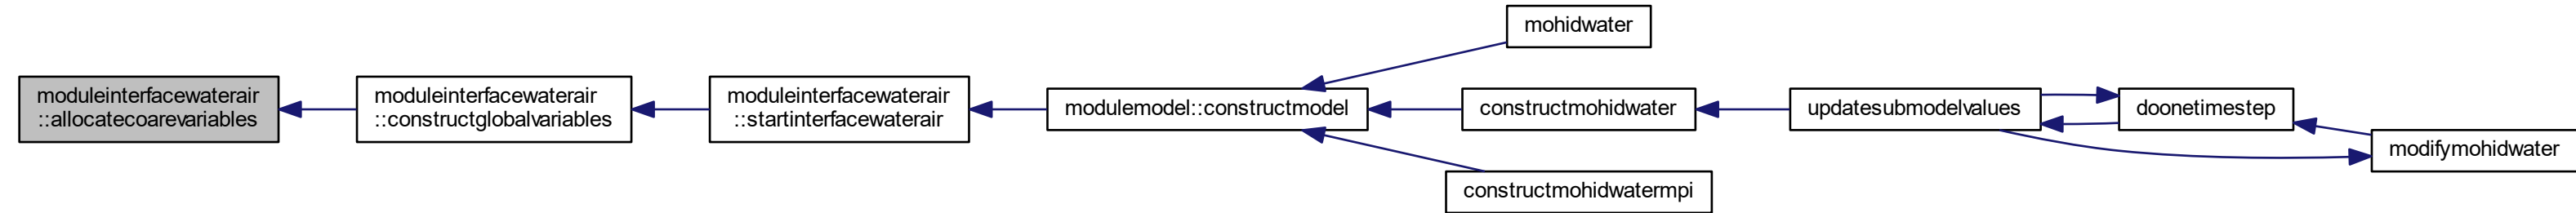 moduleinterfacewaterair
::allocatecoarevariables
moduleinterfacewaterair
::constructglobalvariables
moduleinterfacewaterair
::startinterfacewaterair
modulemodel::constructmodel
mohidwater
constructmohidwater
constructmohidwatermpi
updatesubmodelvalues
doonetimestep
modifymohidwater